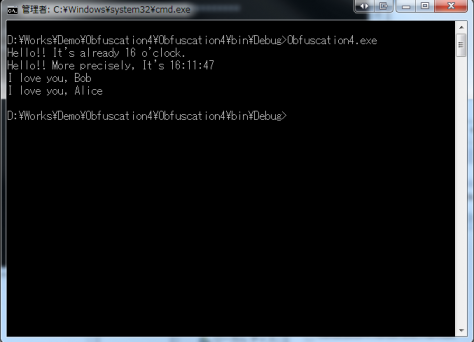 管理者: C:¥Windows¥system32¥cmd.exe
D:¥Works¥Demo¥Obfuscation4¥Obfuscation4¥bin¥Debug>Obfuscation4.exe
Hello!! It's already 16 o'clock.
Hello!! More precisely, It's 16:11:47
I love you, Bob
I love you, Alice
D:¥Works¥Demo¥Obfuscation4¥Obfuscation4¥bin¥Debug>